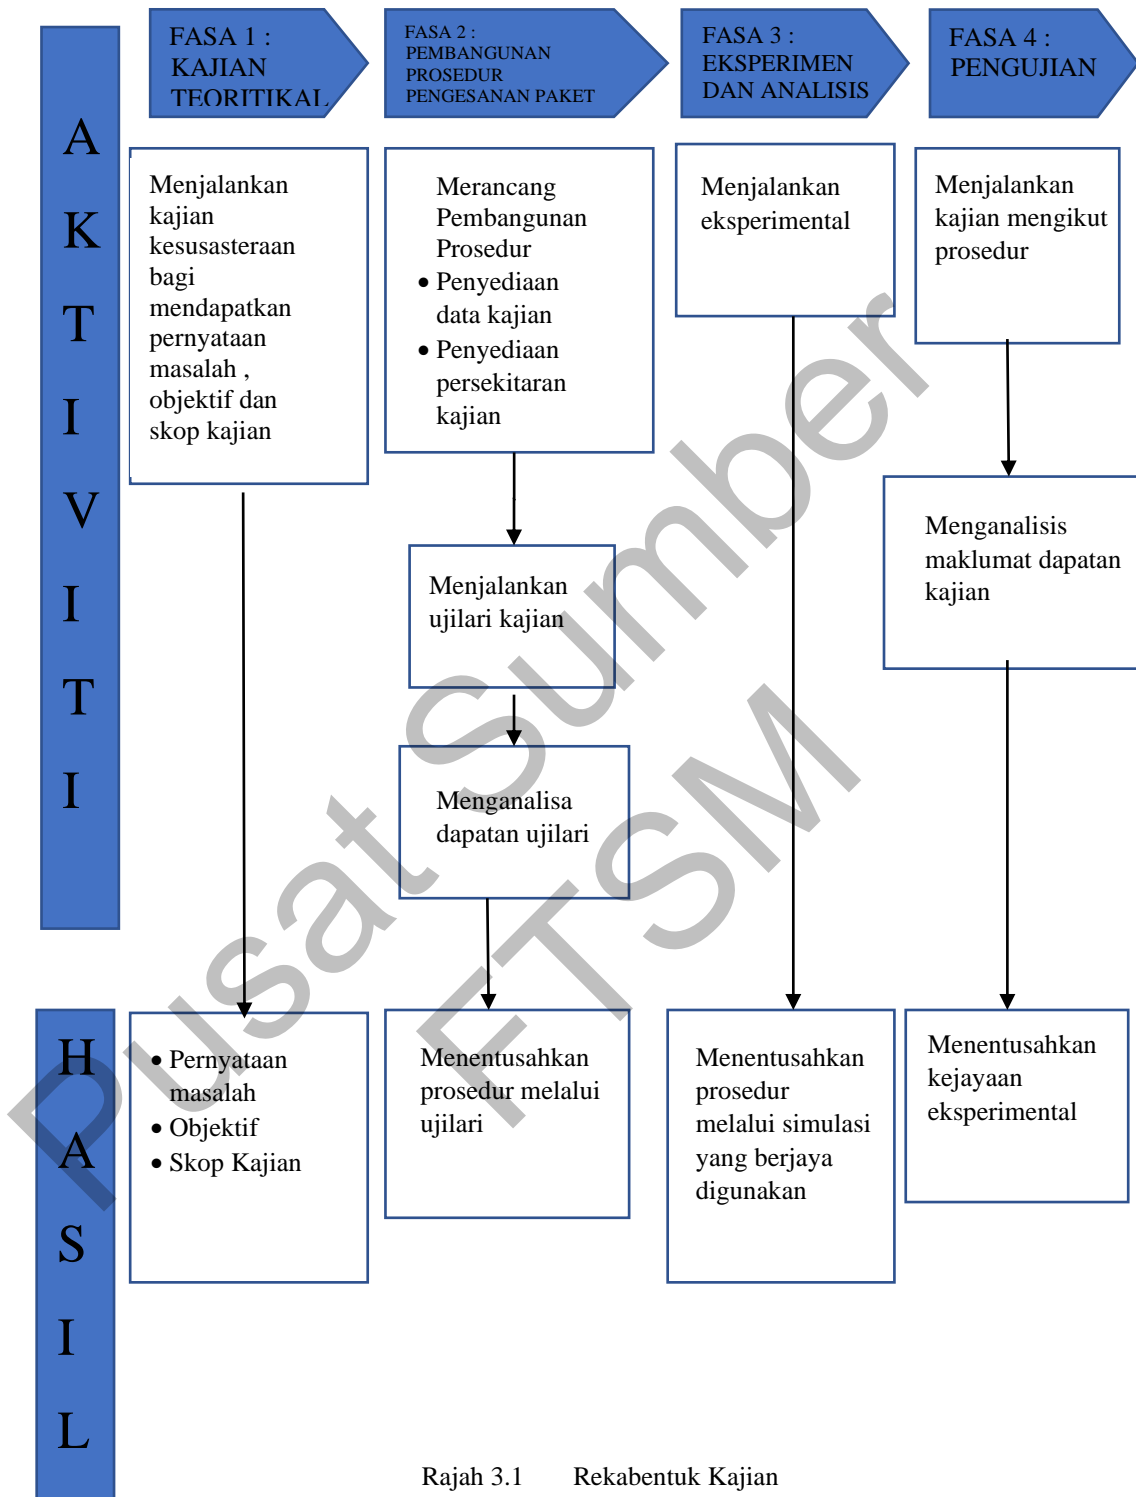 FASA 1 :
KAJIAN
TEORITIKAL
FASA 2 :
PEMBANGUNAN
PROSEDUR
PENGESANAN PAKET
FASA 3 :
EKSPERIMEN
DAN ANALISIS
FASA 4 :
PENGUJIAN
A
K
T
I
V
I
T
I
Menjalankan
kajian
kesusasteraan
bagi
mendapatkan
pernyataan
masalah ,
objektif dan
skop kajian
Merancang
Pembangunan
Prosedur
• Penyediaan
data kajian
• Penyediaan
persekitaran
kajian
Menjalankan
ujilari kajian
Menganalisa
dapatan ujilari
Menjalankan
eksperimental
Menjalankan
kajian mengikut
prosedur
Menganalisis
maklumat dapatan
kajian
H
A
S
I
L
• Pernyataan
masalah
• Objektif
• Skop Kajian
Menentusahkan
prosedur melalui
ujilari
Menentusahkan
prosedur
melalui simulasi
yang berjaya
digunakan
Menentusahkan
kejayaan
eksperimental
Pusat Sumber
FTSM
Rajah 3.1 Rekabentuk Kajian